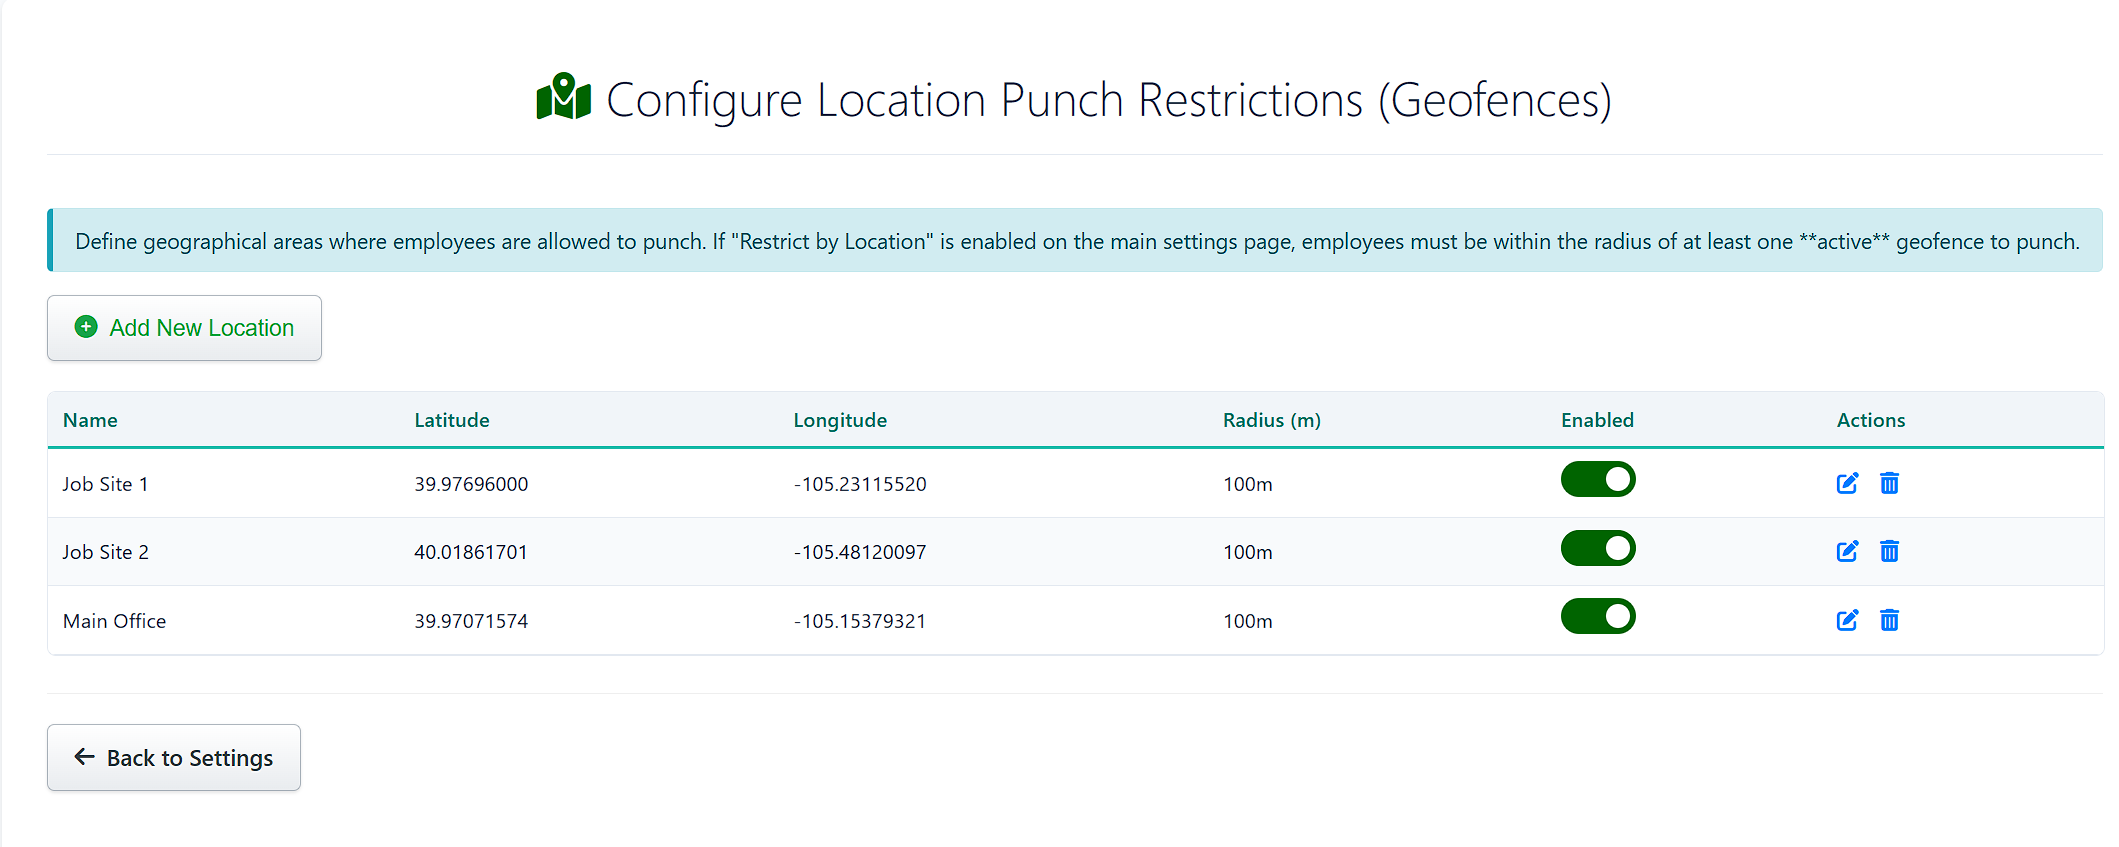 Configure Location Punch Restrictions (Geofences)
Define geographical areas where employees are allowed to punch. If "Restrict by Location" is enabled on the main settings page, employees must be within the radius of at least one **active** geofence to punch.
Add New Location
Name Latitude Longitude Radius (m) Enabled Actions
Job Site 1 39.97696000 -105.23115520 100m
Job Site 2 40.01861701 -105.48120097 100m
Main Office 39.97071574 -105.15379321 100m
Back to Settings